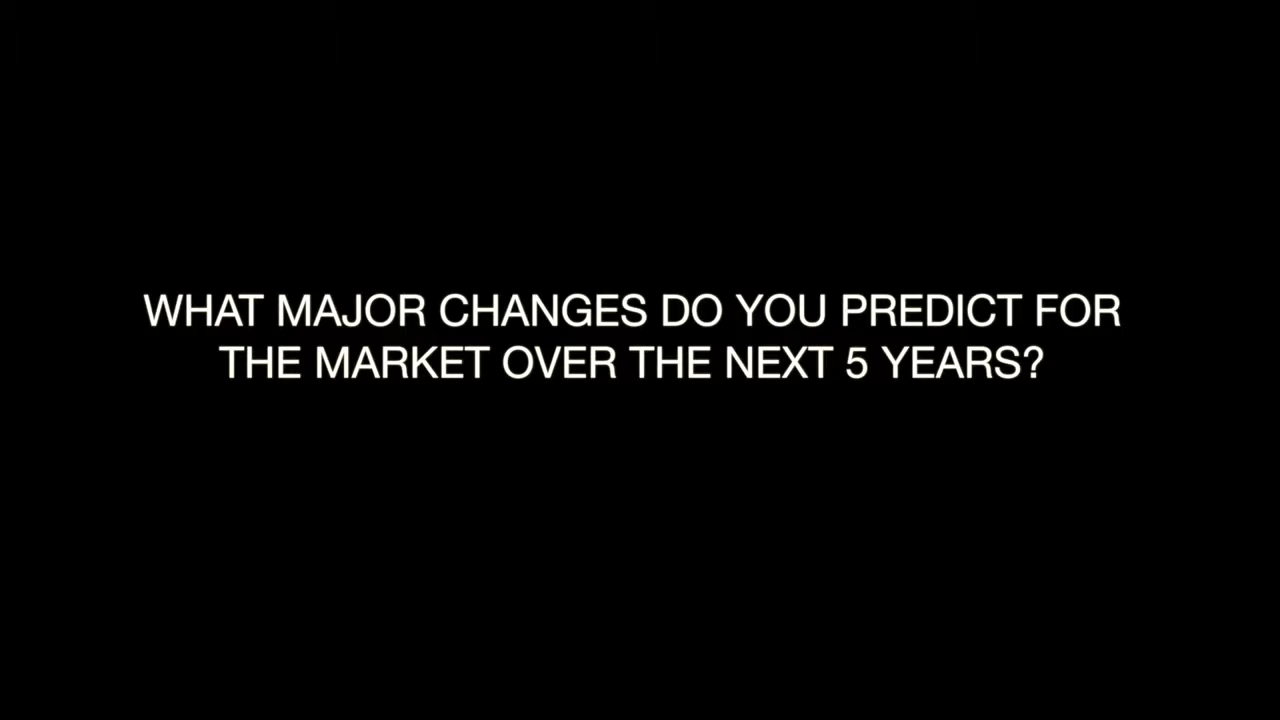 WHAT MAJOR CHANGES DO YOU PREDICT FOR
THE MARKET OVER THE NEXT 5 YEARS?